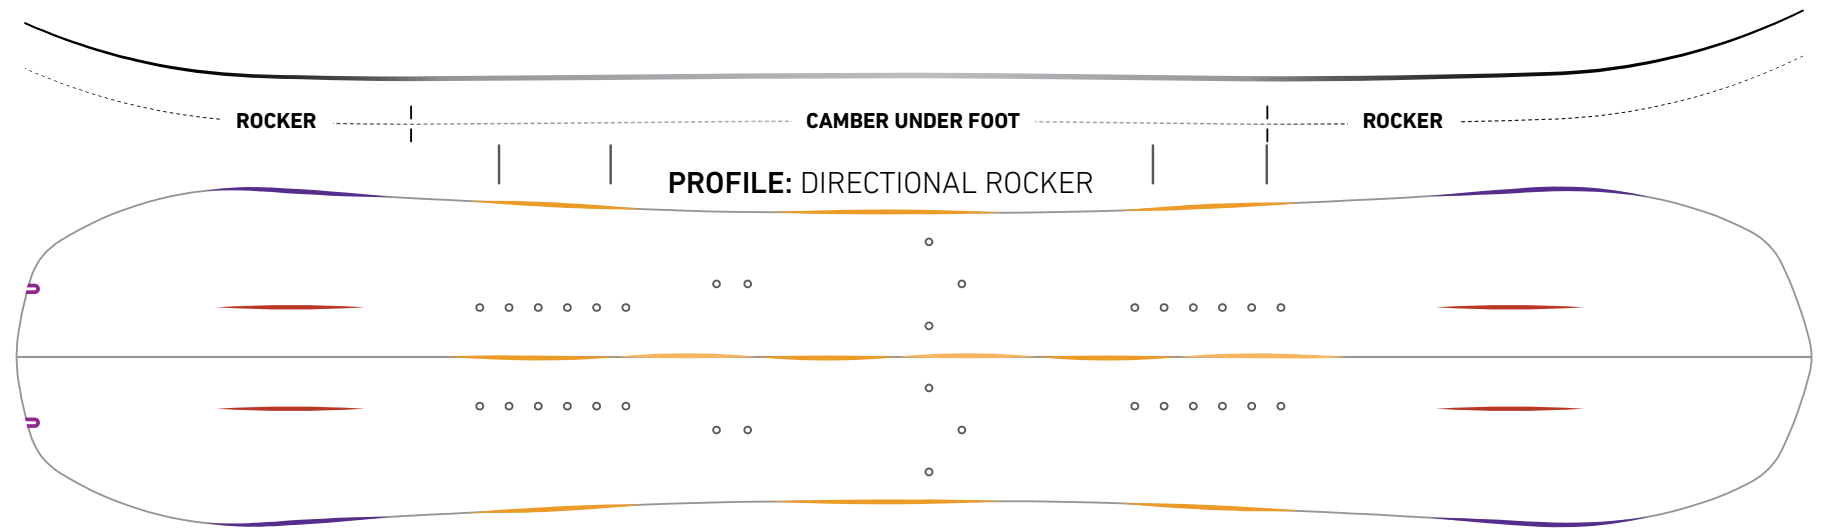 ROCKER
CAMBER UNDER FOOT
ROCKER
PROFILE: DIRECTIONAL ROCKER